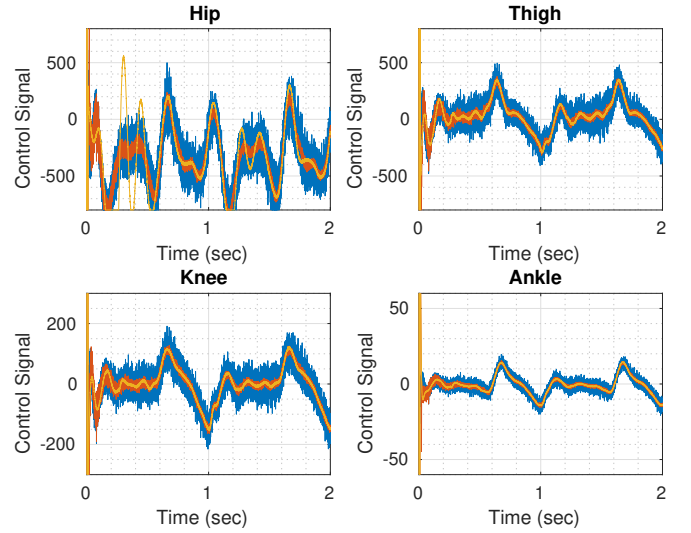 Hip
Control Signal
500
0
-500
0
1
2
Time (sec)
Thigh
Control Signal
500
0
-500
0
1
2
Time (sec)
Knee
Control Signal
200
0
-200
0
1
2
Time (sec)
Ankle
Control Signal
50
0
-50
0
1
2
Time (sec)